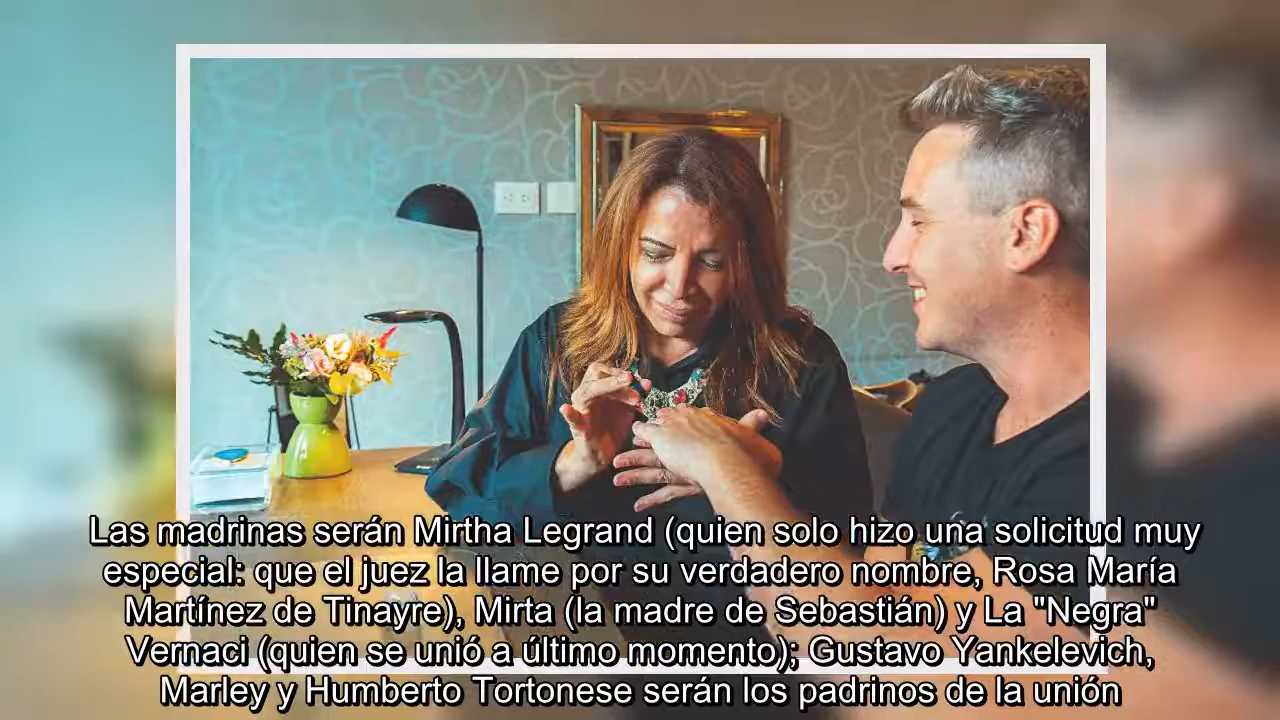 Las madrinas serán Mirtha Legrand (quien solo hizo una solicitud muy
especial: que el juez la llame por su verdadero nombre, Rosa María
Martínez de Tinayre), Mirta (la madre de Sebastián) y La "Negra"
Vernaci (quien se unió a último momento); Gustavo Yankelevich,
Marley y Humberto Tortonese serán los padrinos de la unión